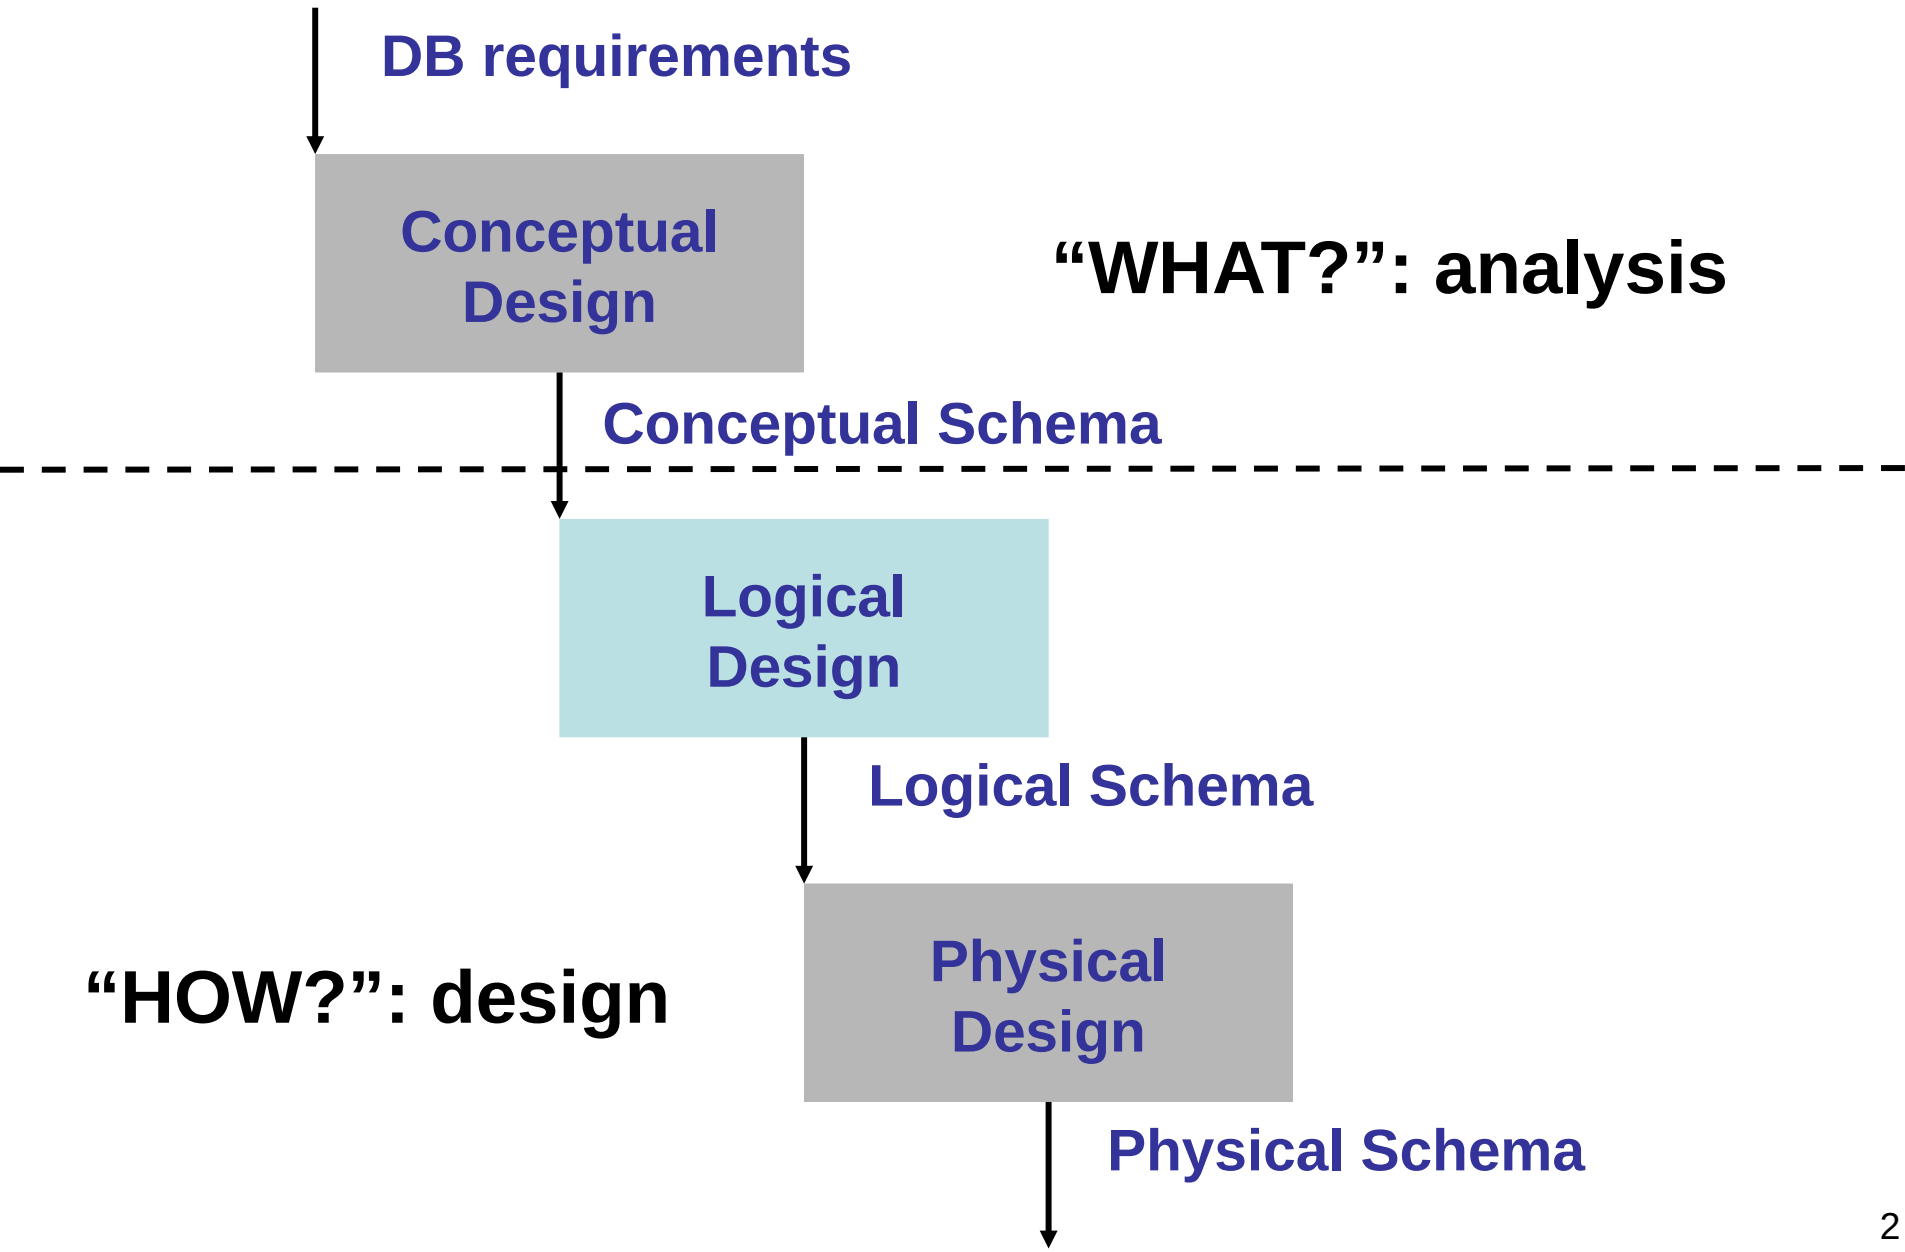 DB requirements
Conceptual
Design
“WHAT?”: analysis
Conceptual Schema
Logical
Design
Logical Schema
Physical
Design
“HOW?”: design
Physical Schema
2